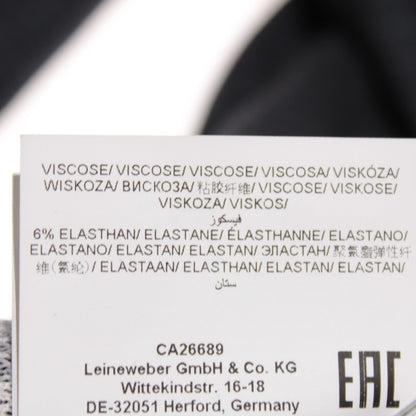 VISCOSE/ VISCOSE/ VISCOSE/ VISCOSA/ VISKÓZA/
WISKOZA/ ВИСКОЗА/ 粘胶纤维/ VISCOSE/ VISKOSE/
VISKOZA/ VISKOS/
فيسكوز
6% ELASTHAN/ ELASTANE/ ÉLASTHANNE/ ELASTANO/
ELASTANO/ ELASTAN/ ELASTAN/ ЭЛАСТАН/ 聚氨酯弹性纤
维(氨纶)/ ELASTAAN/ ELASTHAN/ ELASTAN/ ELASTAN/
ستان
CA26689
Leineweber GmbH & Co. KG
Wittekindstr. 16-18
DE-32051 Herford, Germany
EAC